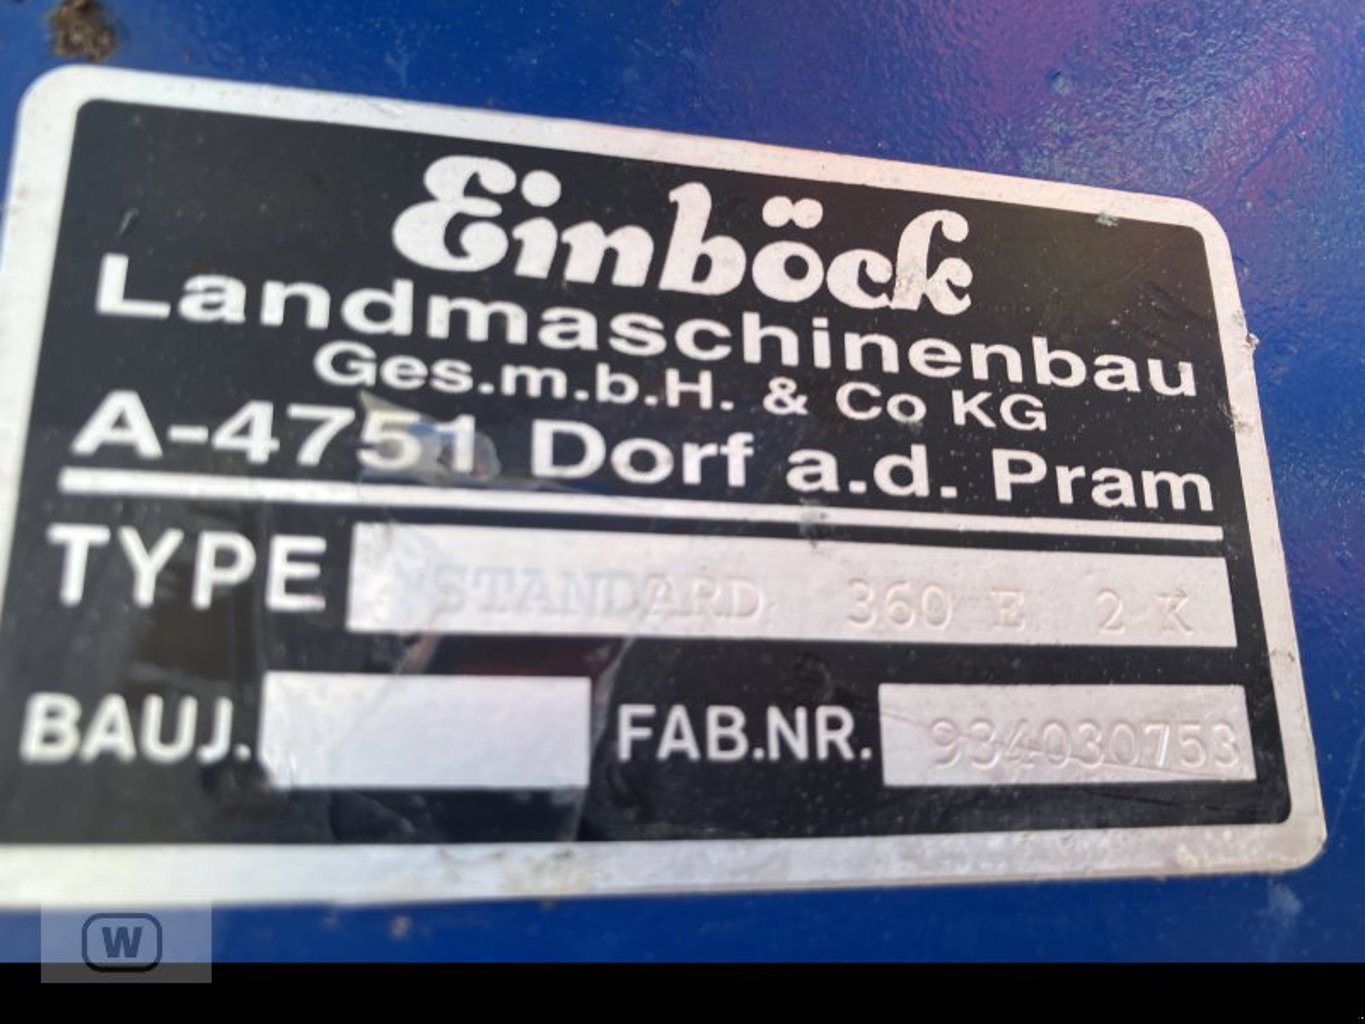 Einböck
Landmaschinenbau
Ges.m.b.H. & Co KG
A-4751 Dorf a.d. Pram
TYPE STANDARD 360 E 2 K
BAUJ. FAB.NR. 934030753
W